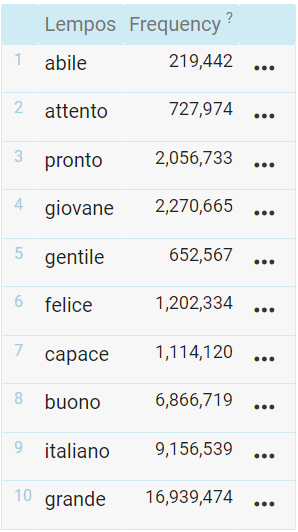 Lempos Frequency ?
1 abile 219,442 •••
2 attento 727,974 •••
3 pronto 2,056,733 •••
4 giovane 2,270,665 •••
5 gentile 652,567 •••
6 felice 1,202,334 •••
7 capace 1,114,120 •••
8 buono 6,866,719 •••
9 italiano 9,156,539 •••
10 grande 16,939,474 •••